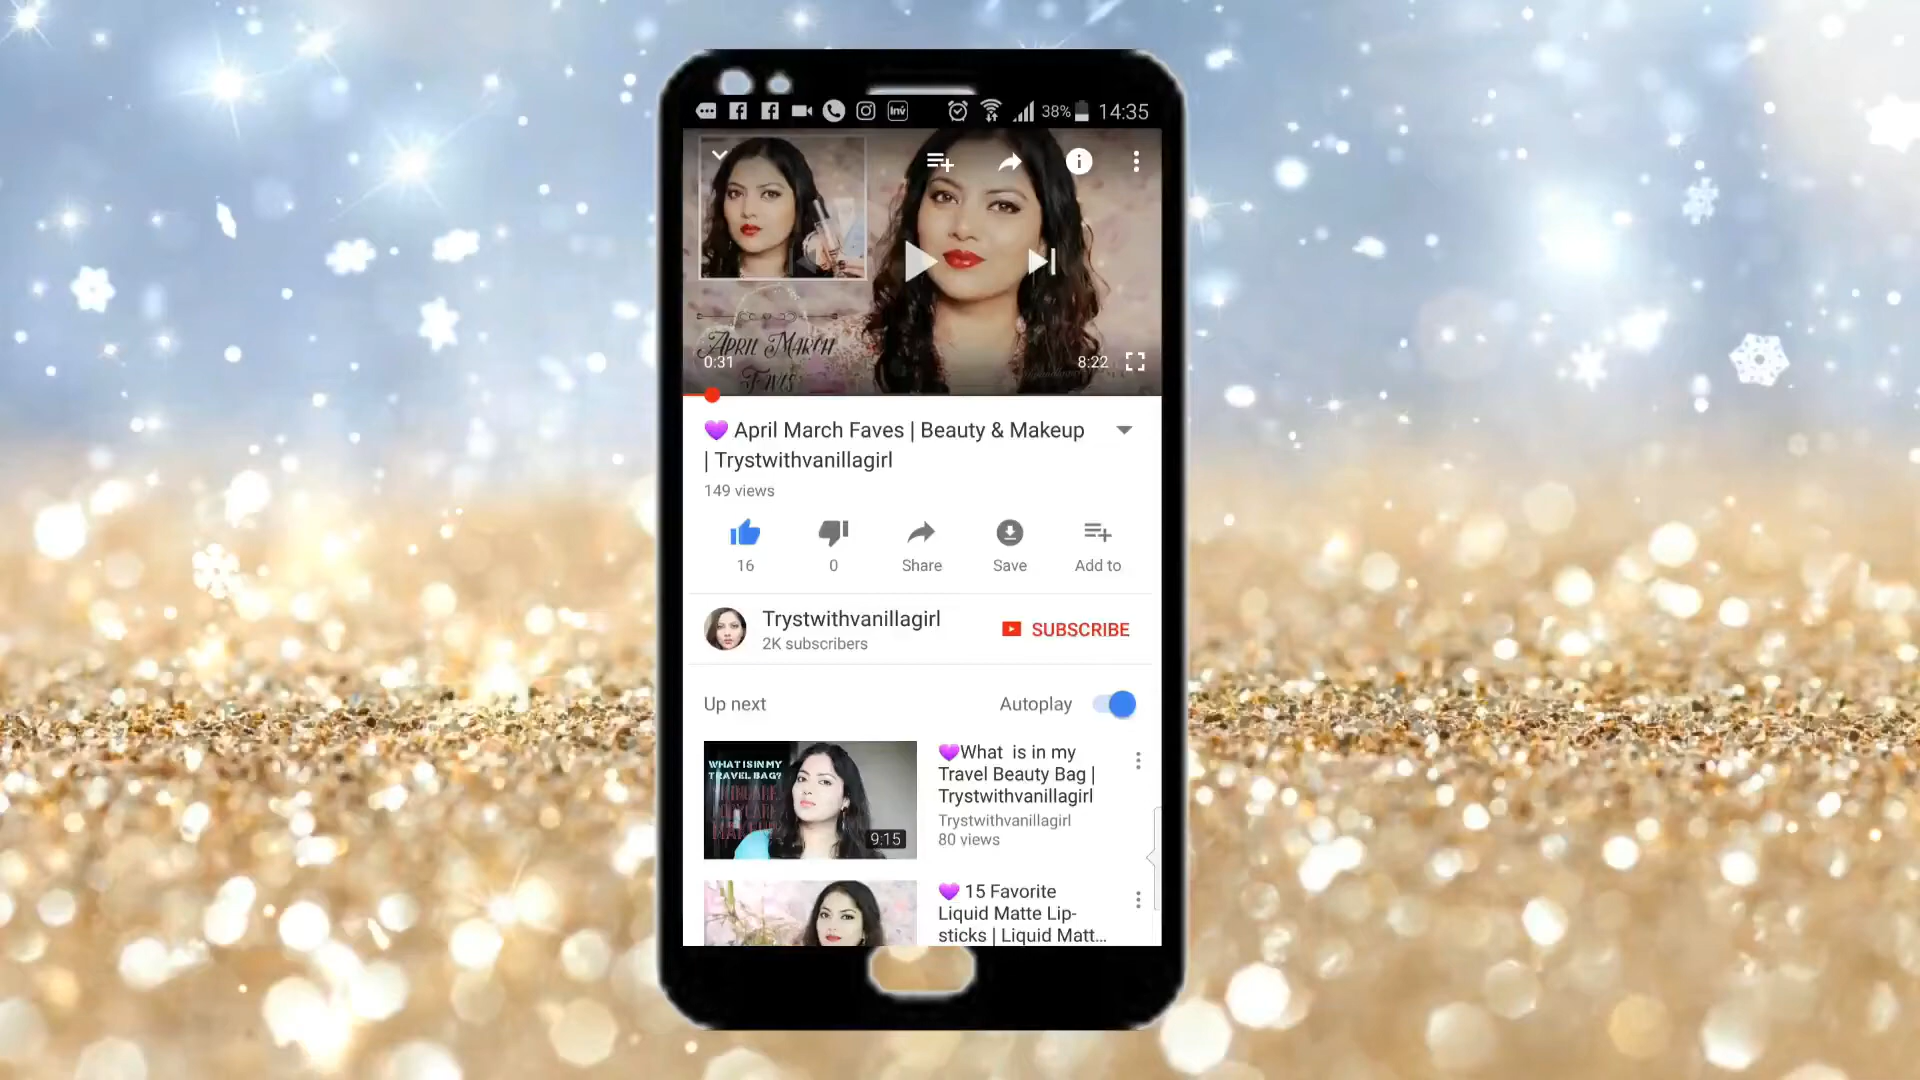 38% 14:35
APRIL MARCH
FAVES
0:31
8:22
💜 April March Faves | Beauty & Makeup
| Trystwithvanillagirl
149 views
16
0
Share
Save
Add to
Trystwithvanillagirl
2K subscribers
SUBSCRIBE
Up next
Autoplay
WHAT IS IN MY
TRAVEL BAG?
SKINCARE
BODYCARE
MAKEUP
9:15
💜What is in my
Travel Beauty Bag |
Trystwithvanillagirl
Trystwithvanillagirl
80 views
💜 15 Favorite
Liquid Matte Lip-
sticks | Liquid Matt...